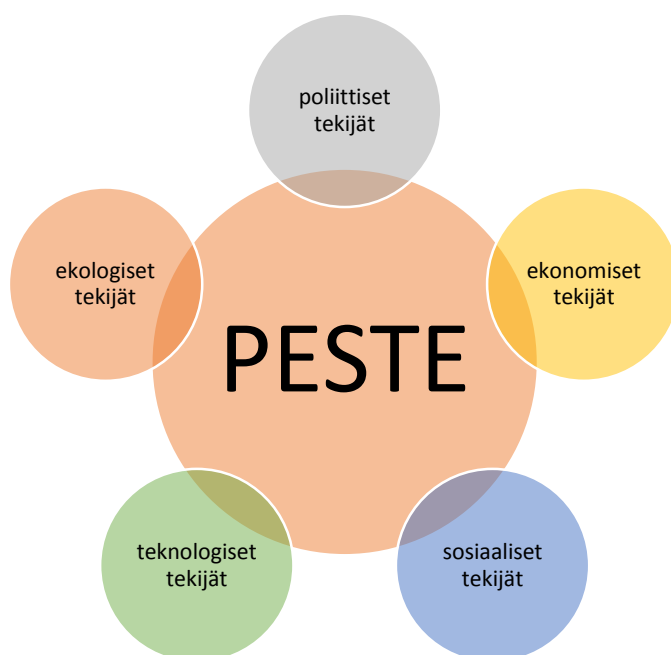 poliittiset
tekijät
ekologiset
tekijät
ekonomiset
tekijät
PESTE
teknologiset
tekijät
sosiaaliset
tekijät